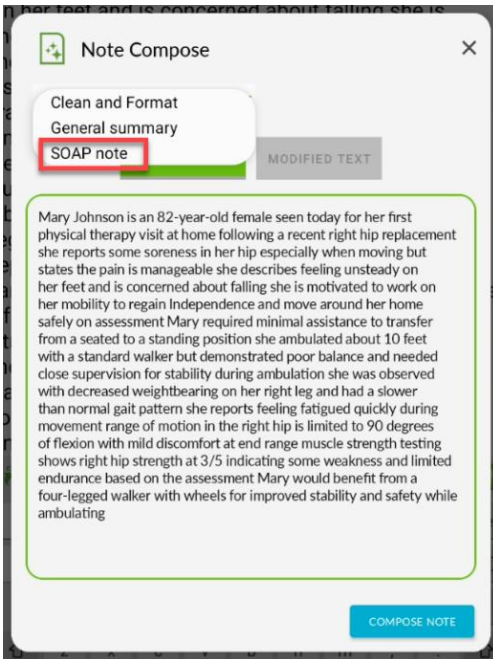 n her feet and is concerned about falling she is
Note Compose
Clean and Format
General summary
SOAP note
MODIFIED TEXT
Mary Johnson is an 82-year-old female seen today for her first
physical therapy visit at home following a recent right hip replacement
she reports some soreness in her hip especially when moving but
states the pain is manageable she describes feeling unsteady on
her feet and is concerned about falling she is motivated to work on
her mobility to regain Independence and move around her home
safely on assessment Mary required minimal assistance to transfer
from a seated to a standing position she ambulated about 10 feet
with a standard walker but demonstrated poor balance and needed
close supervision for stability during ambulation she was observed
with decreased weightbearing on her right leg and had a slower
than normal gait pattern she reports feeling fatigued quickly during
movement range of motion in the right hip is limited to 90 degrees
of flexion with mild discomfort at end range muscle strength testing
shows right hip strength at 3/5 indicating some weakness and limited
endurance based on the assessment Mary would benefit from a
four-legged walker with wheels for improved stability and safety while
ambulating
COMPOSE NOTE